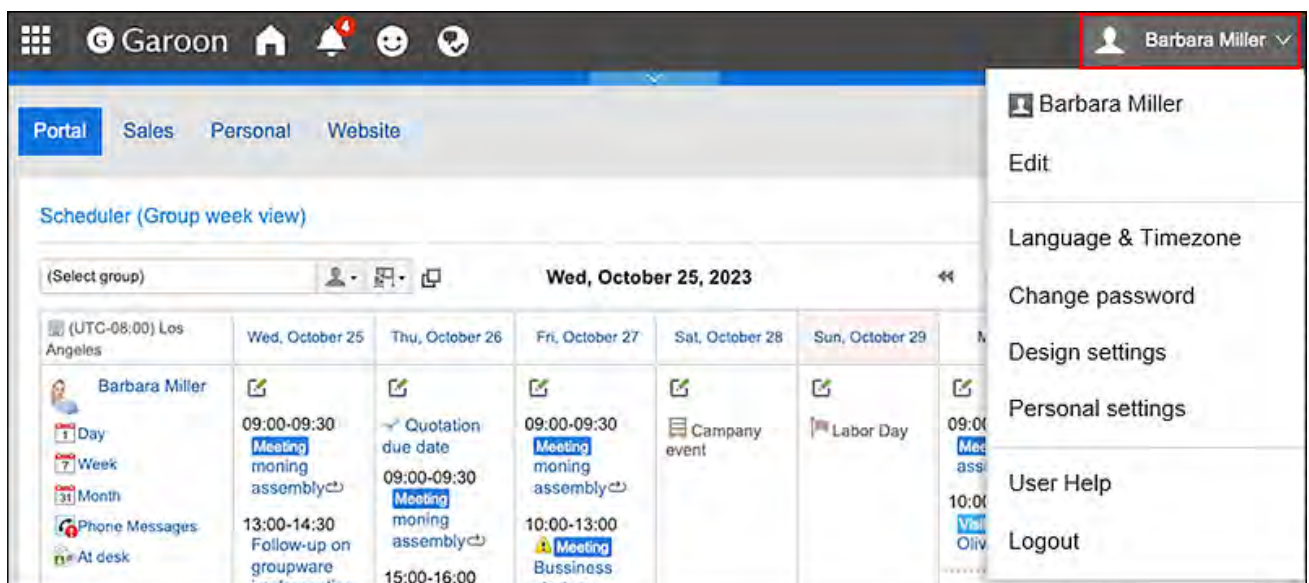 G Garoon 4 Barbara Miller
Barbara Miller
Edit
Language & Timezone
Change password
Design settings
Personal settings
User Help
Logout
Portal Sales Personal Website
Scheduler (Group week view)
(Select group) Wed, October 25, 2023
(UTC-08:00) Los
Angeles
Wed, October 25 Thu, October 26 Fri, October 27 Sat, October 28 Sun, October 29
Barbara Miller
1 Day
7 Week
31 Month
Phone Messages
At desk
09:00-09:30
Meeting
moning
assembly
13:00-14:30
Follow-up on
groupware
Quotation
due date
09:00-09:30
Meeting
moning
assembly
15:00-16:00
09:00-09:30
Meeting
moning
assembly
10:00-13:00
Meeting
Bussiness
Campany
event
Labor Day